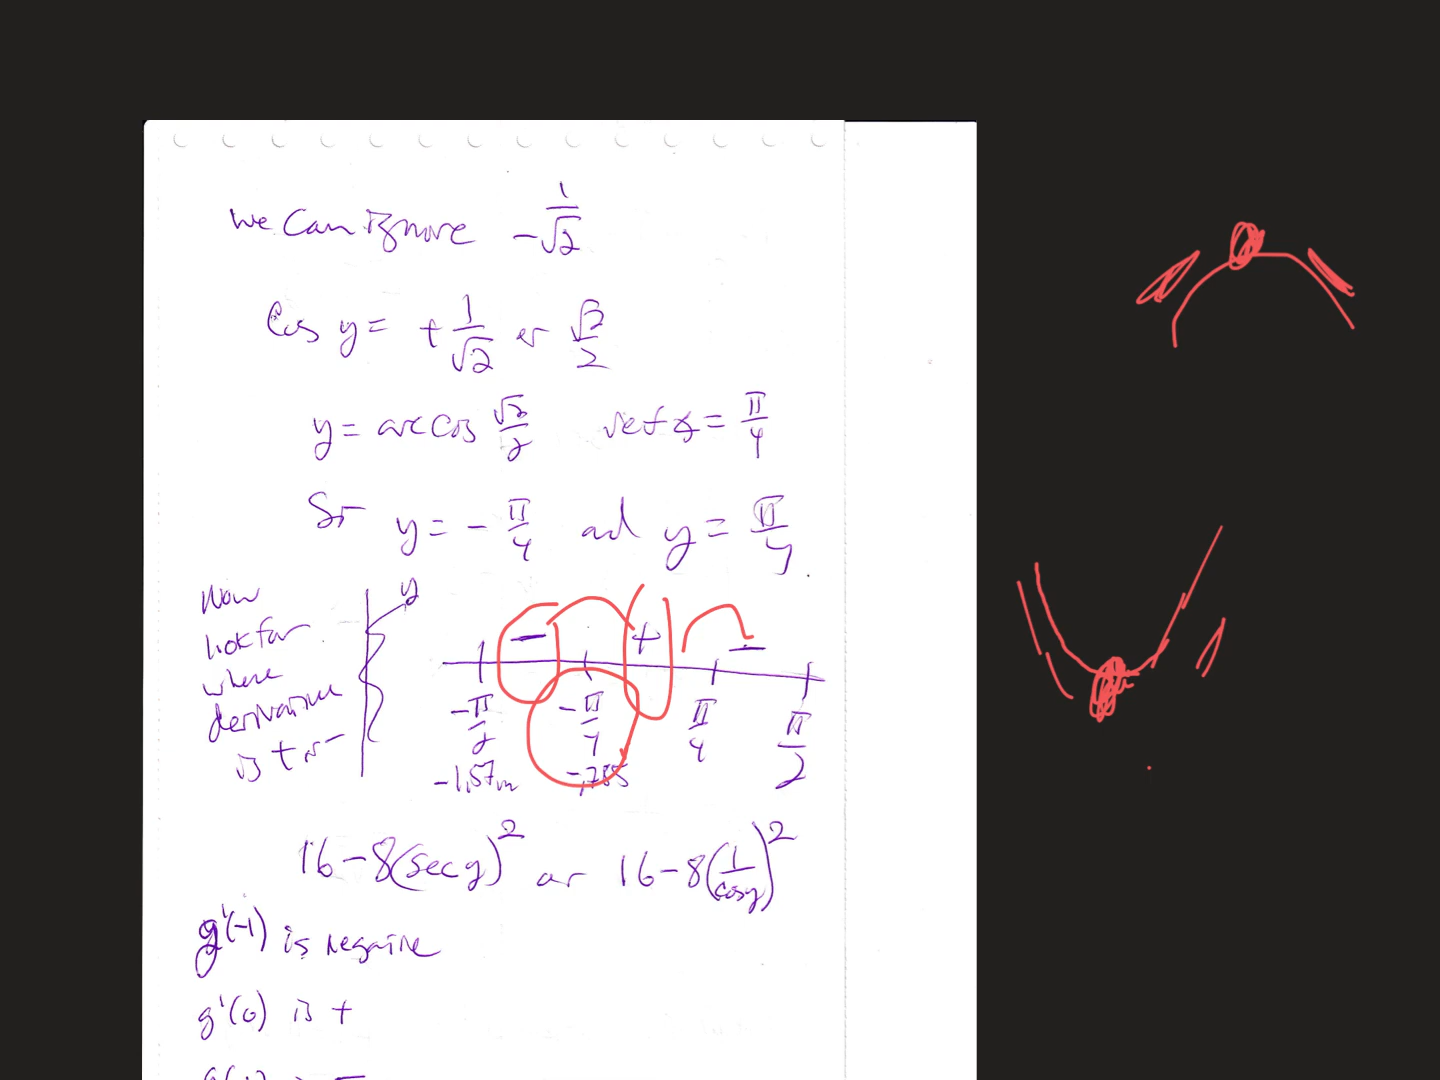 We Can ignore - 1/√2
Cos y = + 1/√2 or √2/2
y = arccos √2/2 ref ∡ = π/4
So y = - π/4 and y = π/4
Now
look for
where
derivative
is + or -
y
- + -
-π/2 -π/4 π/4 π/2
-1.57 -.785
16-8(sec y)² or 16-8(1/cos y)²
g'(-1) is negative
g'(0) is +